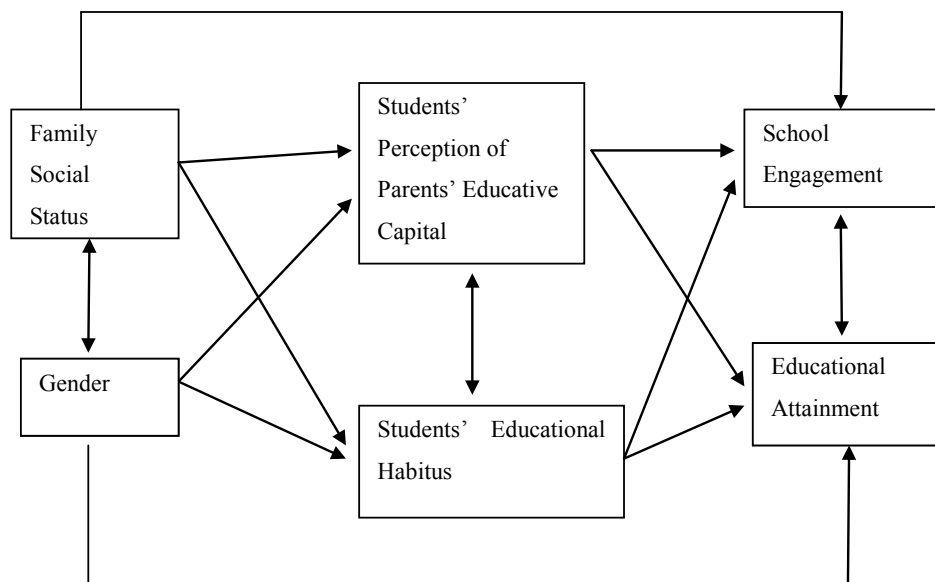 Family
Social
Status
Students’
Perception of
Parents’ Educative
Capital
School
Engagement
Gender
Students’ Educational
Habitus
Educational
Attainment